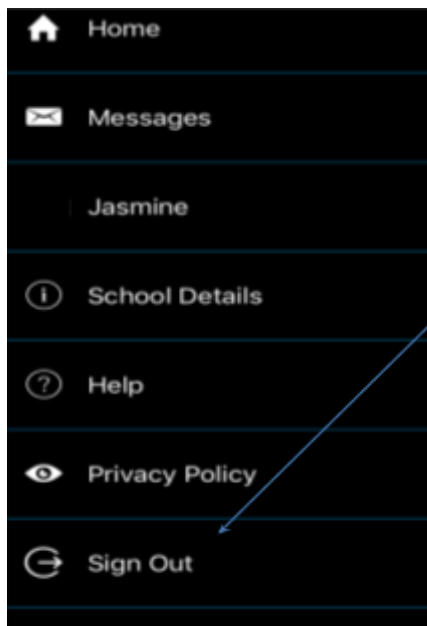 Home
Messages
Jasmine
School Details
Help
Privacy Policy
Sign Out